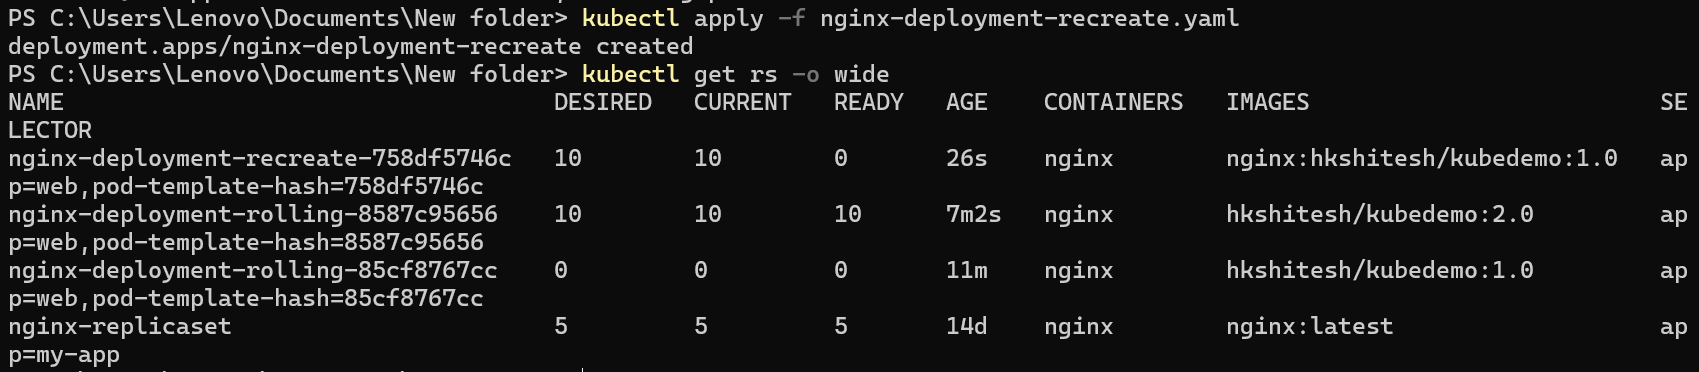 PS C:\Users\Lenovo\Documents\New folder> kubectl apply -f nginx-deployment-recreate.yaml
deployment.apps/nginx-deployment-recreate created
PS C:\Users\Lenovo\Documents\New folder> kubectl get rs -o wide
NAME                                   DESIRED   CURRENT   READY   AGE    CONTAINERS   IMAGES                         SE
LECTOR
nginx-deployment-recreate-758df5746c   10        10        0       26s    nginx        nginx:hkshitesh/kubedemo:1.0   ap
p=web,pod-template-hash=758df5746c
nginx-deployment-rolling-8587c95656    10        10        10      7m2s   nginx        hkshitesh/kubedemo:2.0         ap
p=web,pod-template-hash=8587c95656
nginx-deployment-rolling-85cf8767cc    0         0         0       11m    nginx        hkshitesh/kubedemo:1.0         ap
p=web,pod-template-hash=85cf8767cc
nginx-replicaset                       5         5         5       14d    nginx        nginx:latest                   ap
p=my-app